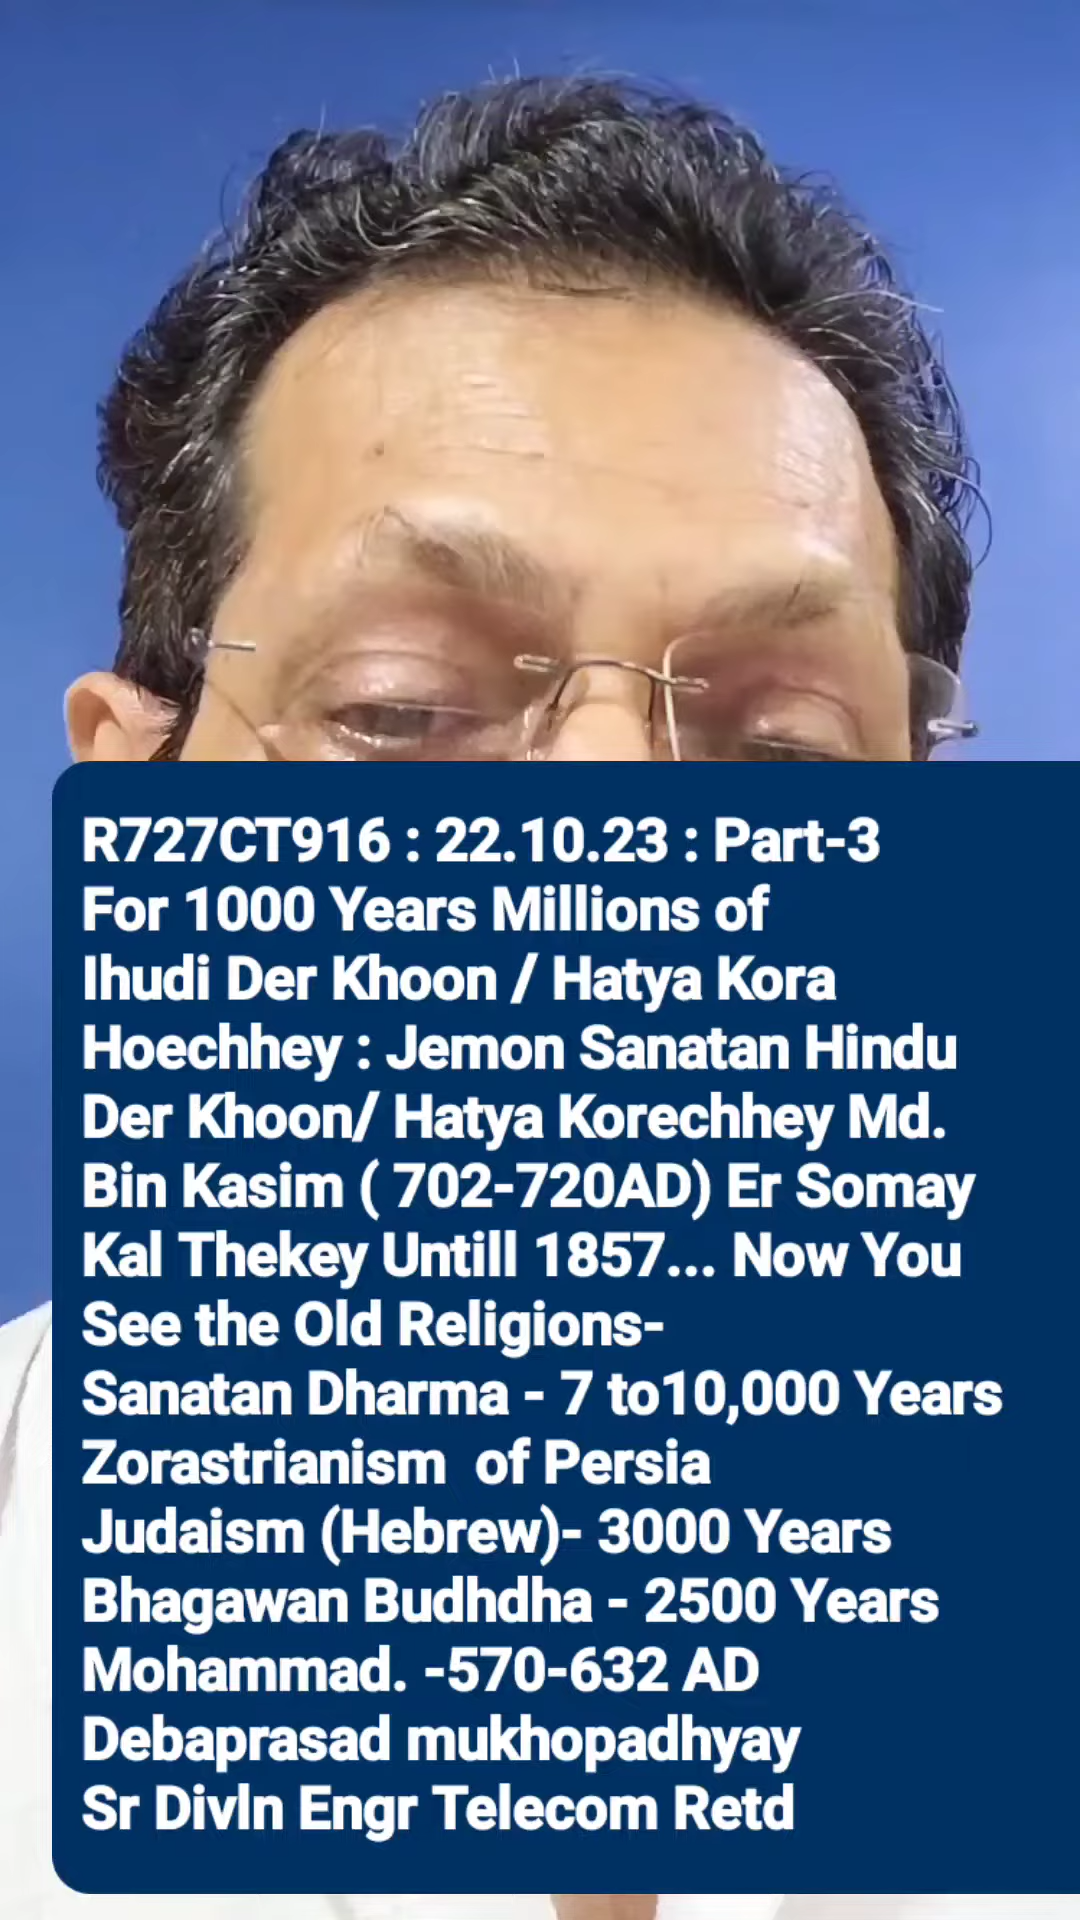 R727CT916 : 22.10.23 : Part-3
For 1000 Years Millions of
Ihudi Der Khoon / Hatya Kora
Hoechhey : Jemon Sanatan Hindu
Der Khoon/ Hatya Korechhey Md.
Bin Kasim ( 702-720AD) Er Somay
Kal Thekey Untill 1857... Now You
See the Old Religions-
Sanatan Dharma - 7 to10,000 Years
Zorastrianism of Persia
Judaism (Hebrew)- 3000 Years
Bhagawan Budhdha - 2500 Years
Mohammad. -570-632 AD
Debaprasad mukhopadhyay
Sr Divln Engr Telecom Retd